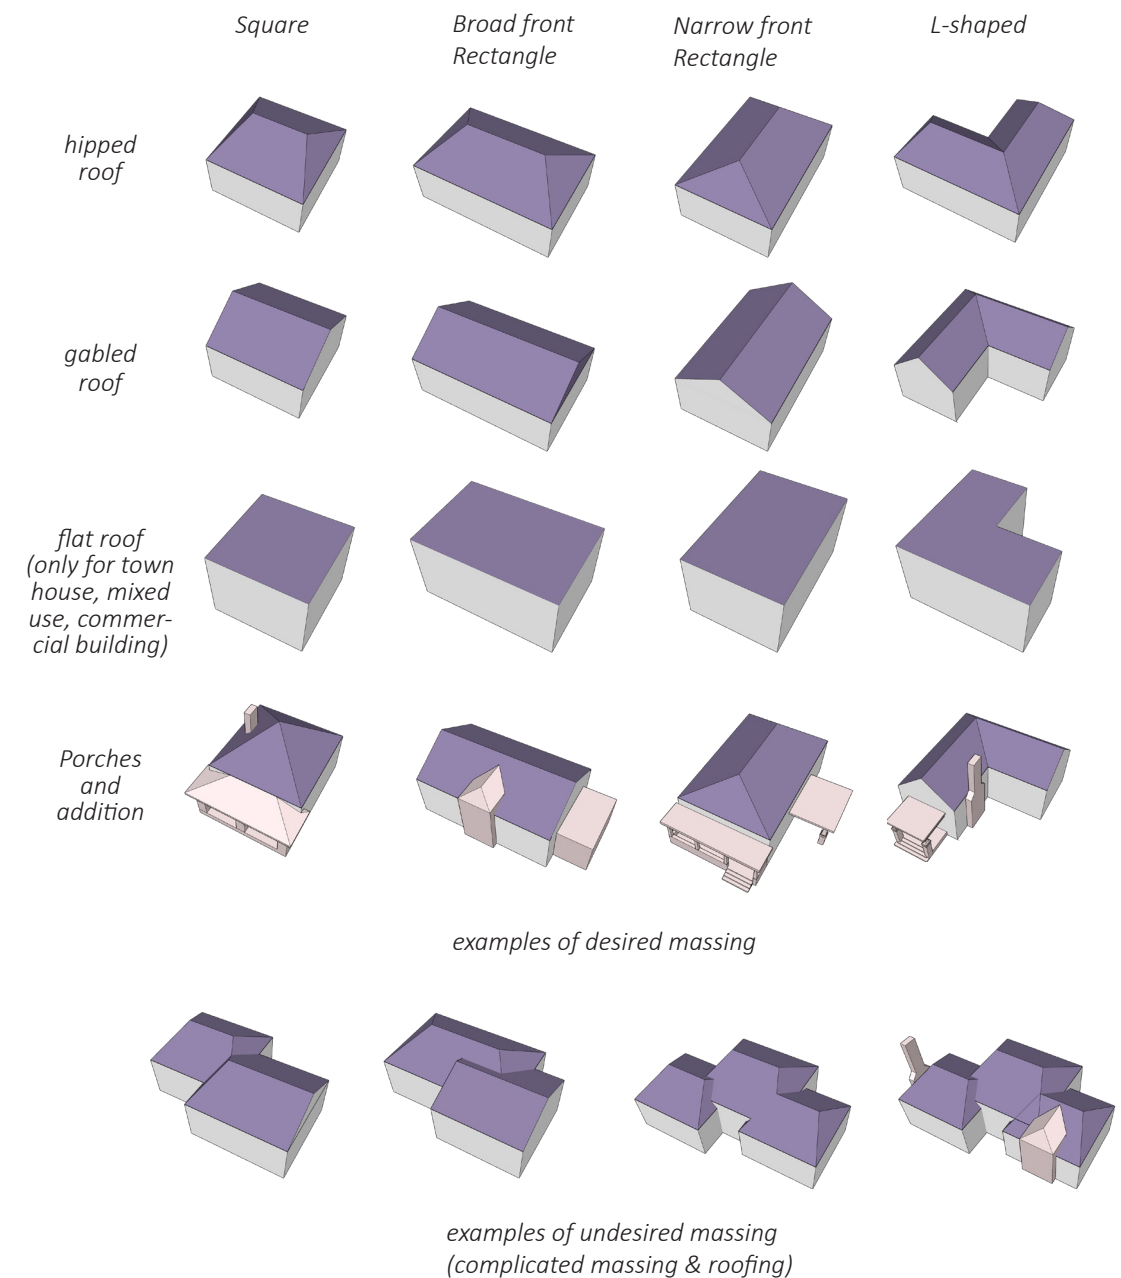 Square
Broad front
Rectangle
Narrow front
Rectangle
L-shaped
hipped
roof
gabled
roof
flat roof
(only for town
house, mixed
use, commer-
cial building)
Porches
and
addition
examples of desired massing
examples of undesired massing
(complicated massing & roofing)